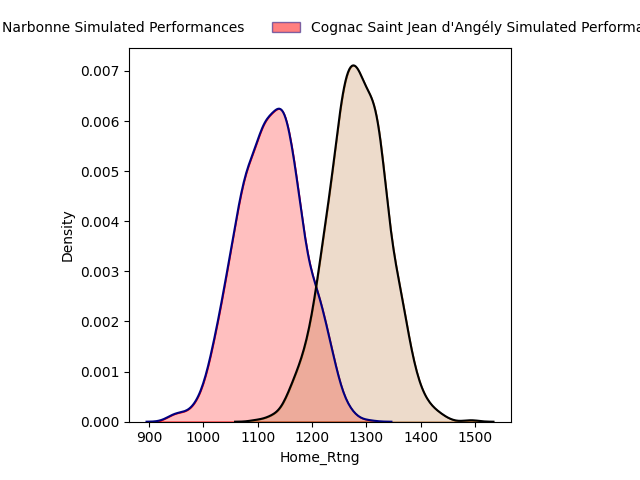 Narbonne Simulated Performances
Cognac Saint Jean d'Angély Simulated Performa
0.007
0.006
0.005
0.004
0.003
0.002
0.001
0.000
Density
900 1000 1100 1200 1300 1400 1500
Home_Rtng